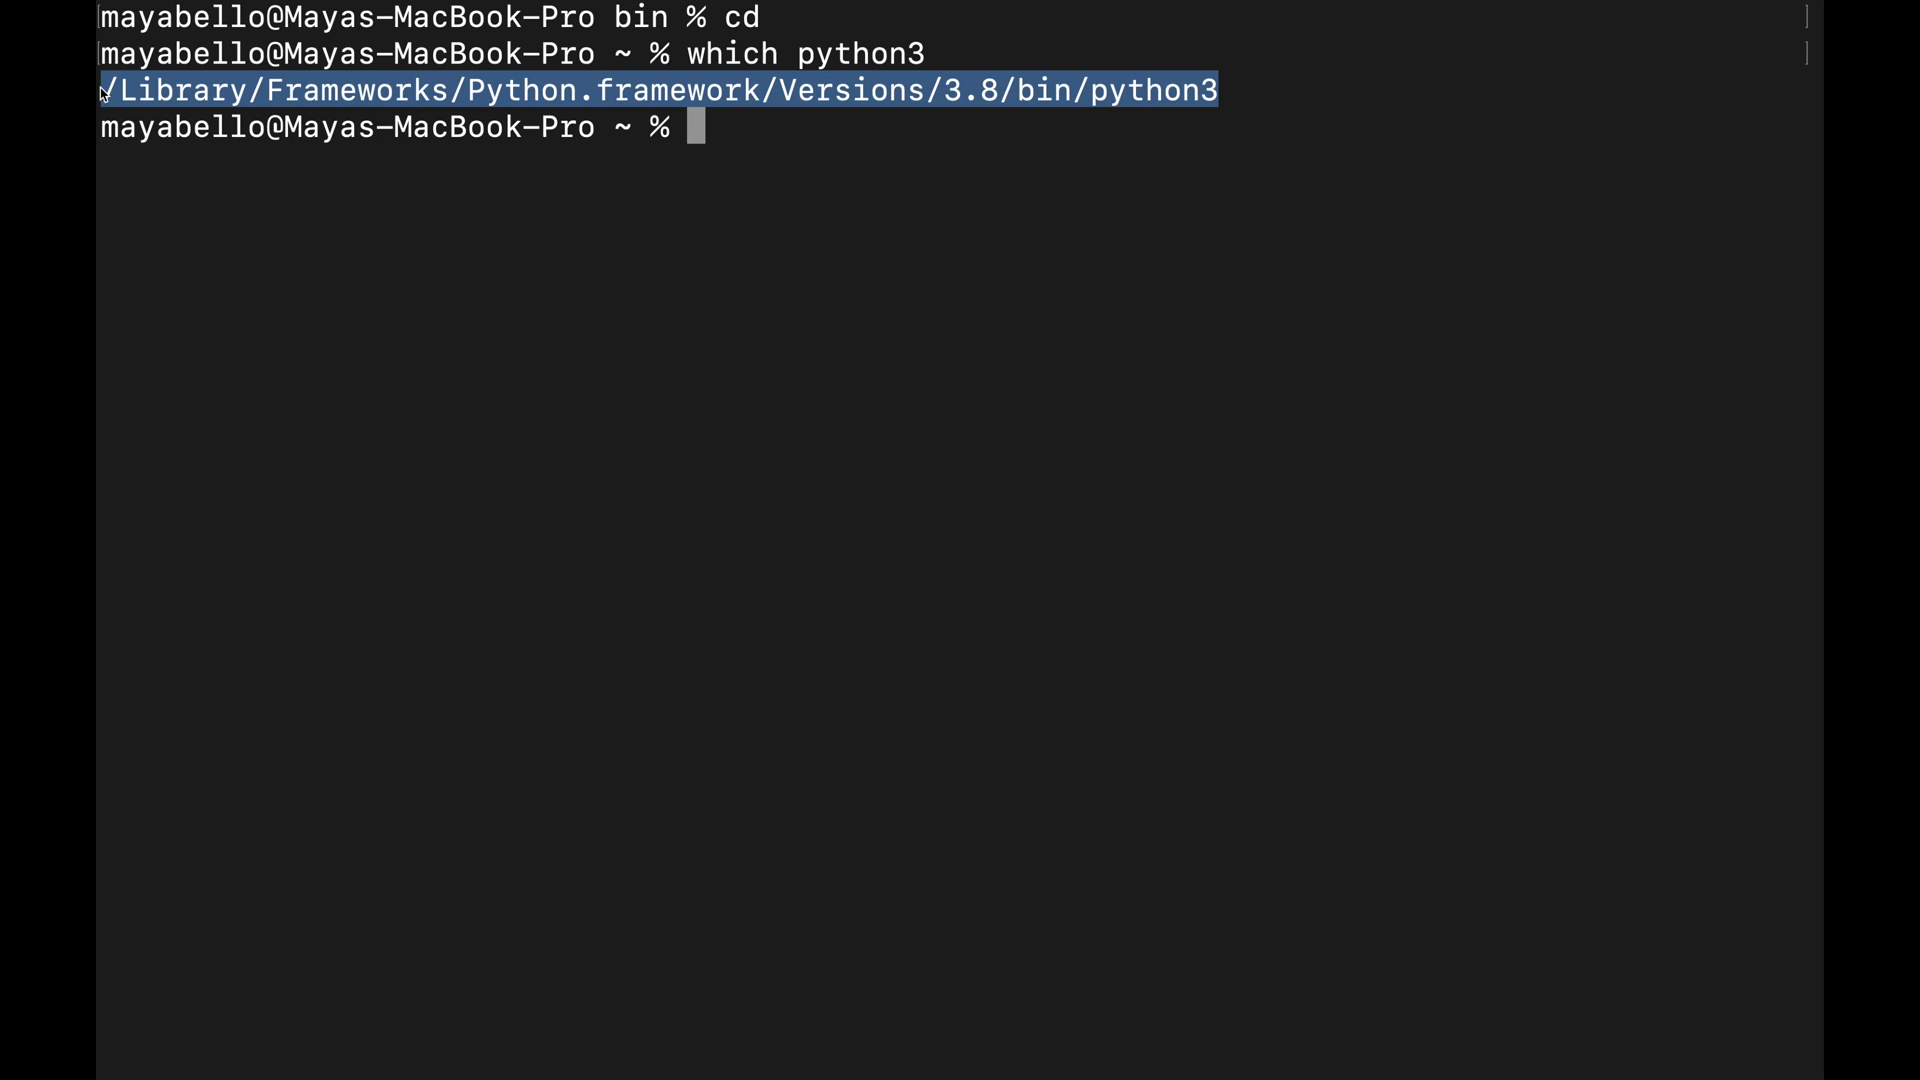 mayabello@Mayas-MacBook-Pro bin % cd
mayabello@Mayas-MacBook-Pro ~ % which python3
/Library/Frameworks/Python.framework/Versions/3.8/bin/python3
mayabello@Mayas-MacBook-Pro ~ %